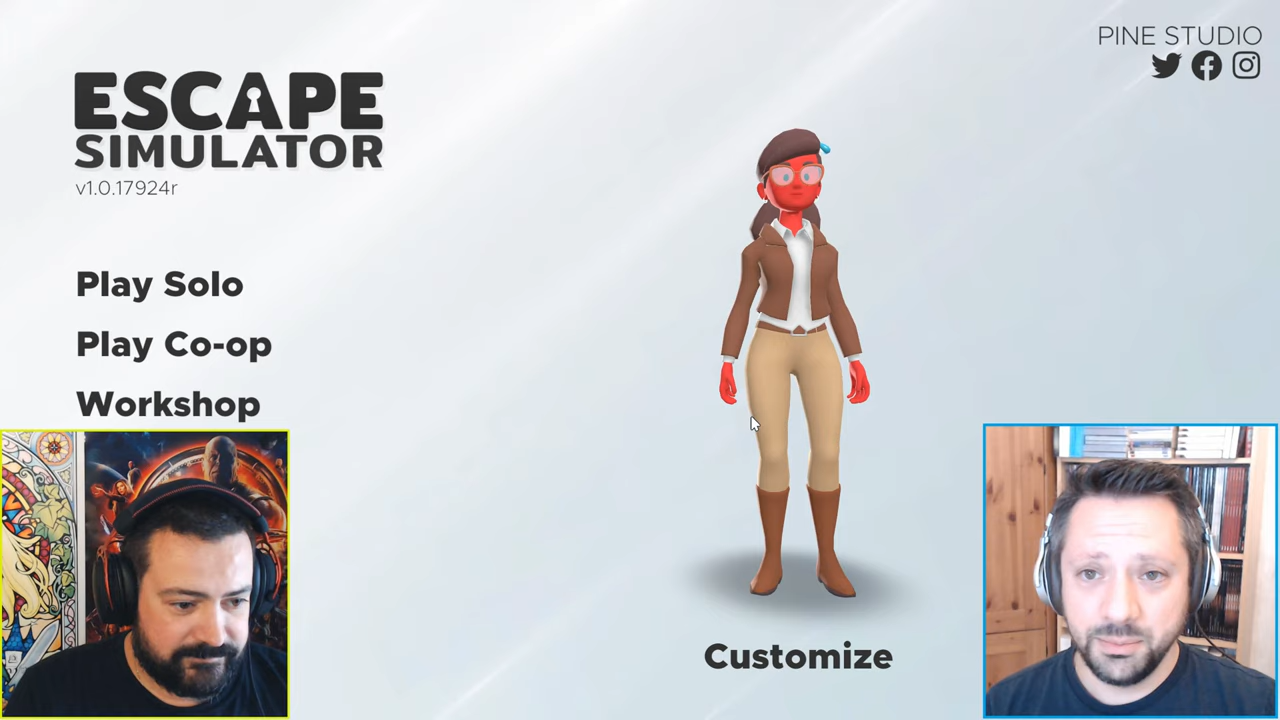 ESCAPE
SIMULATOR
v1.0.17924r
Play Solo
Play Co-op
Workshop
PINE STUDIO
Customize